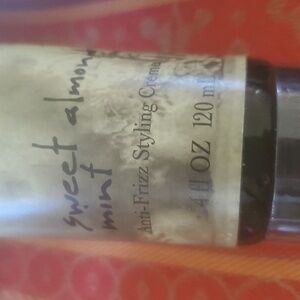 sweet almond
mint
Anti-Frizz Styling Creme
4 fl OZ 120 ml